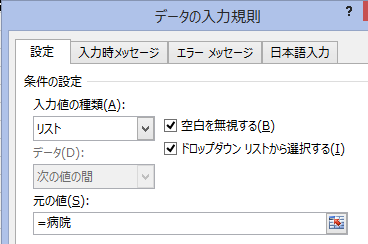 データの入力規則
?
設定 入力時メッセージ エラー メッセージ 日本語入力
条件の設定
入力値の種類(A):
リスト
空白を無視する(B)
データ(D):
ドロップダウン リストから選択する(I)
次の値の間
元の値(S):
=病院